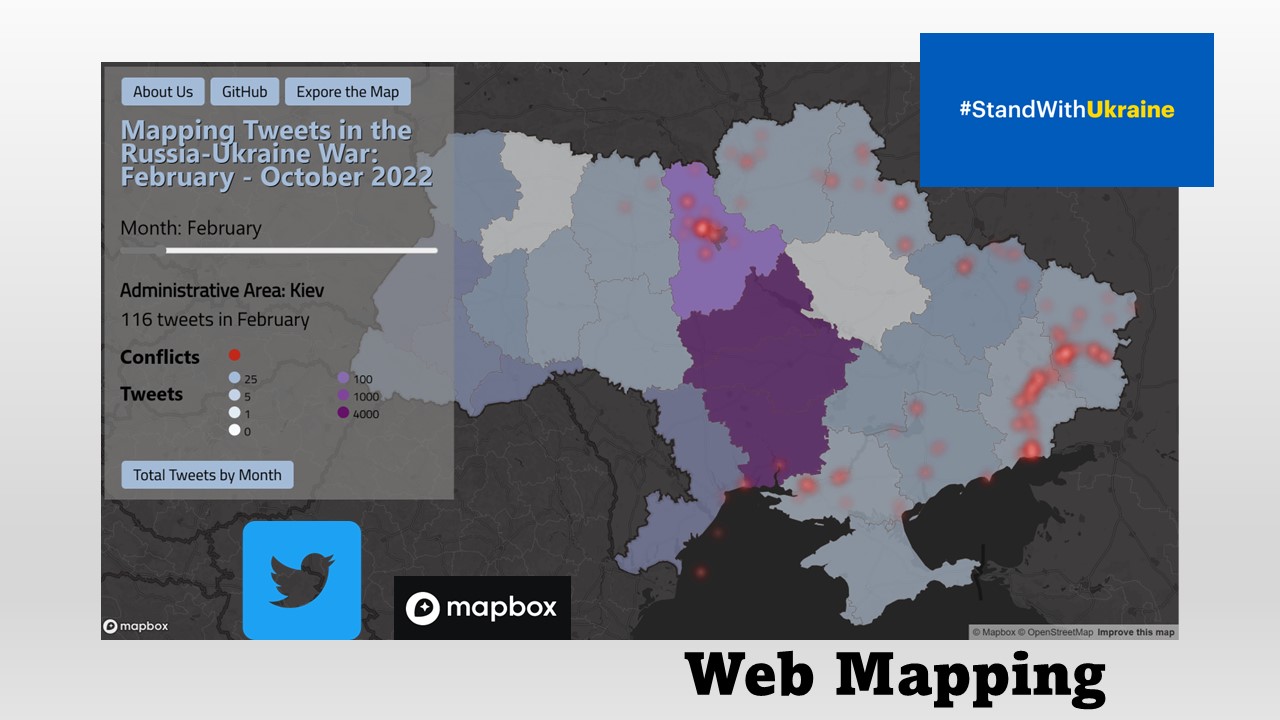 About Us GitHub Expore the Map
#StandWithUkraine
Mapping Tweets in the
Russia-Ukraine War:
February - October 2022
Month: February
Administrative Area: Kiev
116 tweets in February
Conflicts
Tweets
25
5
1
0
100
1000
4000
Total Tweets by Month
mapbox
mapbox
© Mapbox © OpenStreetMap Improve this map
Web Mapping